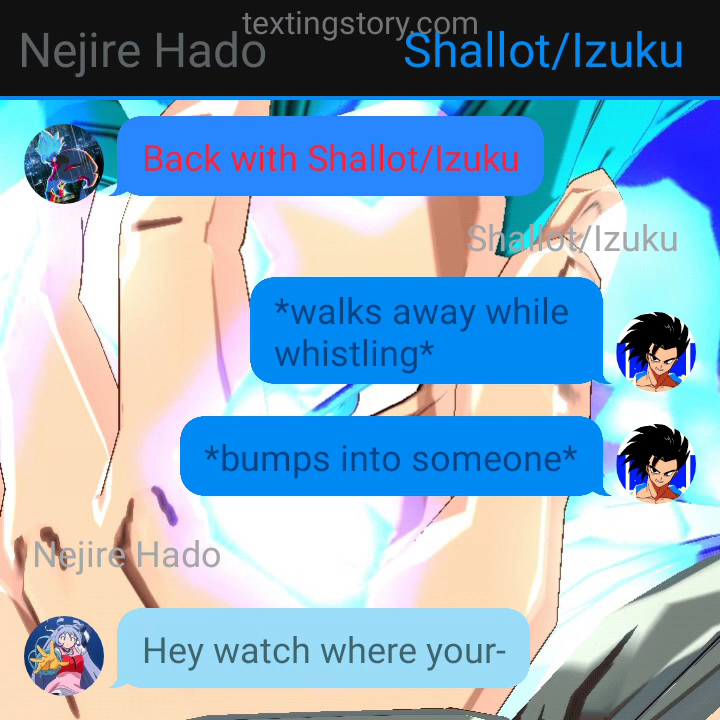 textingstory.com
Nejire Hado
Shallot/Izuku
Back with Shallot/Izuku
Shallot/Izuku
*walks away while
whistling*
*bumps into someone*
Nejire Hado
Hey watch where your-